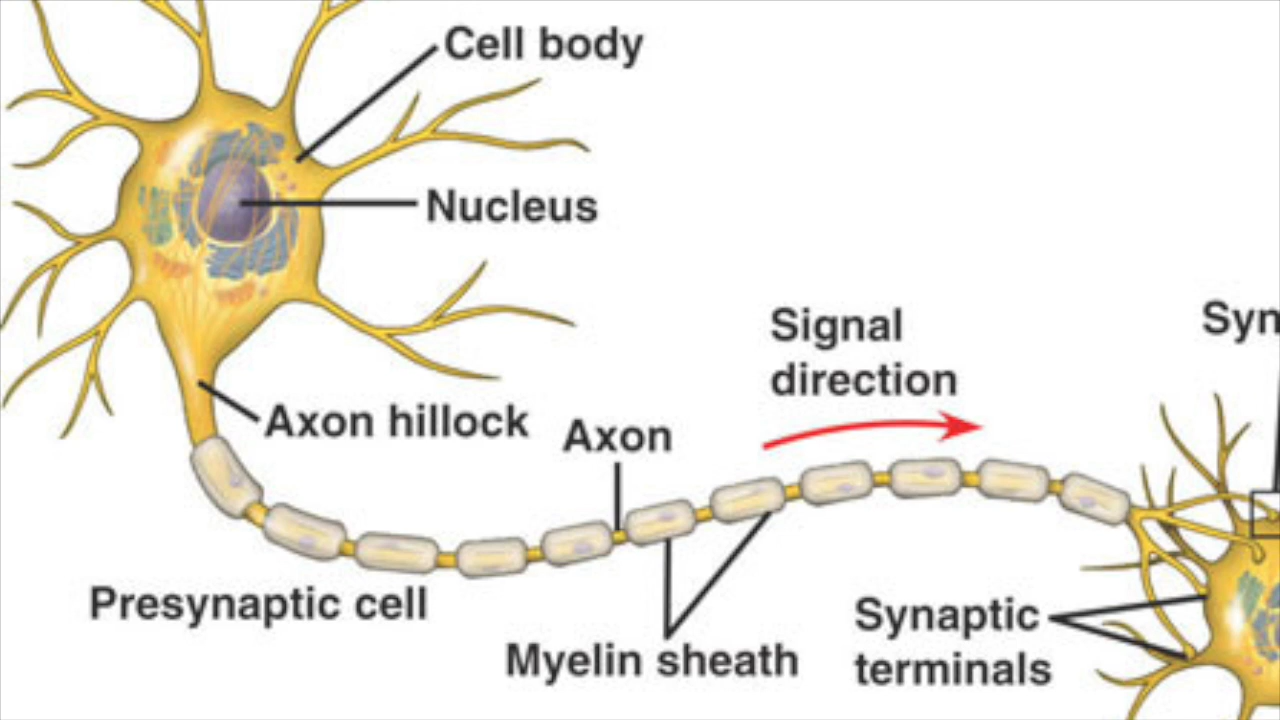 Cell body
Nucleus
Signal
direction
Axon hillock
Axon
Presynaptic cell
Myelin sheath
Synaptic
terminals